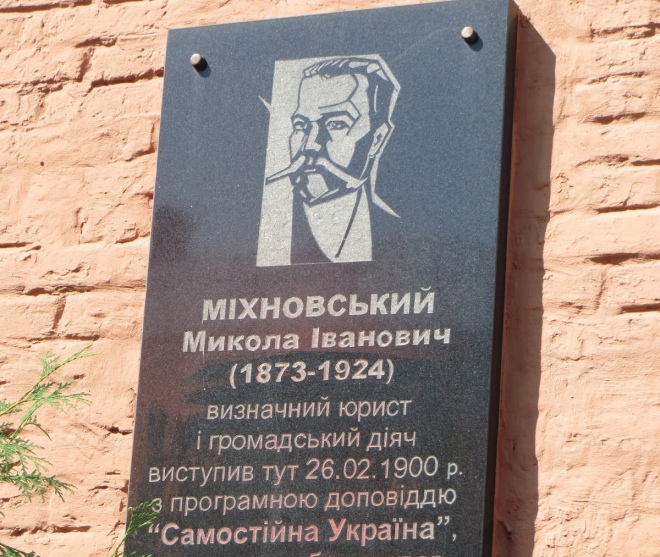 МІХНОВСЬКИЙ
Микола Іванович
(1873-1924)
визначний юрист
і громадський діяч
виступив тут 26.02.1900 р.
з програмною доповіддю
“Самостійна Україна”,